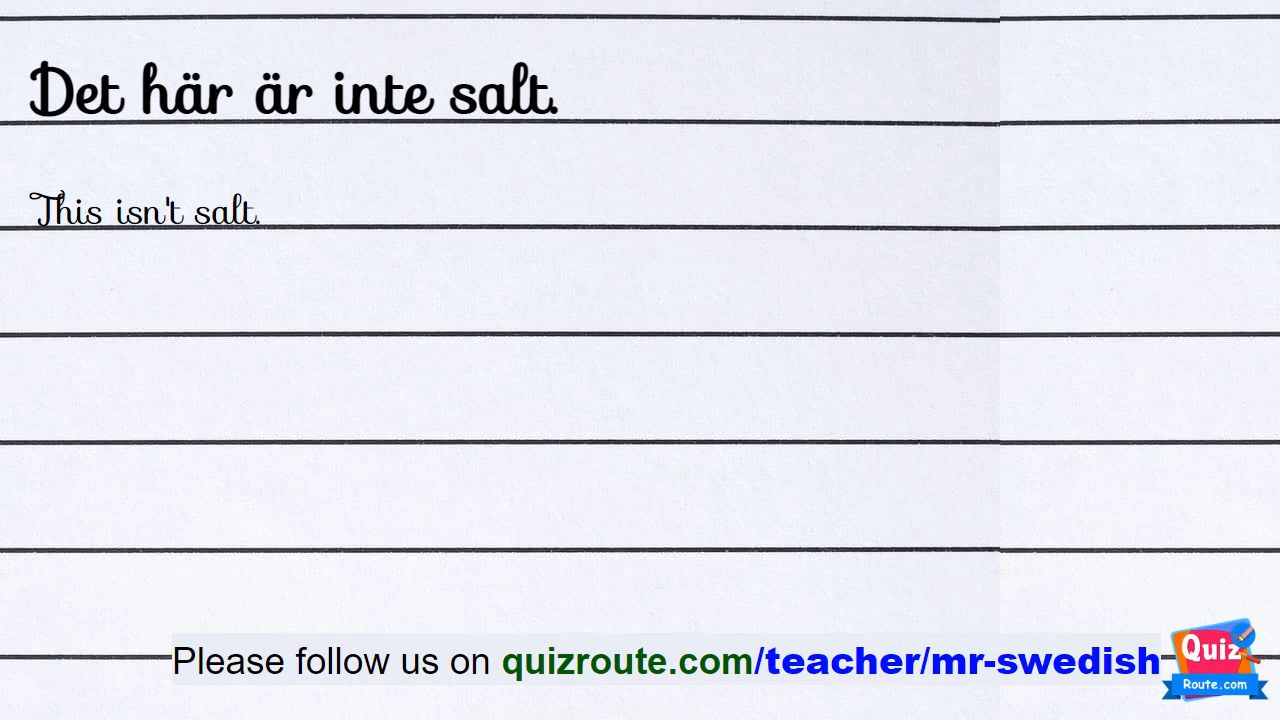 Det här är inte salt.
This isn't salt.
Please follow us on quizroute.com/teacher/mr-swedish
Quiz
Route.com